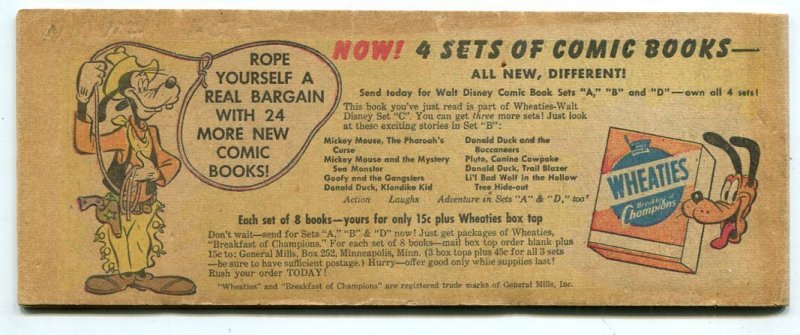 ROPE
YOURSELF A
REAL BARGAIN
WITH 24
MORE NEW
COMIC
BOOKS!
NOW! 4 SETS OF COMIC BOOKS—
ALL NEW, DIFFERENT!
Send today for Walt Disney Comic Book Sets "A," "B" and "D"—own all 4 sets!
This book you've just read is part of Wheaties-Walt
Disney Set "C". You can get three more sets! Just look
at these exciting stories in Set "B":
Mickey Mouse, The Pharoah's
Curse
Mickey Mouse and the Mystery
Sea Monster
Goofy and the Gangsters
Donald Duck, Klondike Kid
Donald Duck and the
Buccaneers
Pluto, Canine Cowpoke
Donald Duck, Trail Blazer
Li'l Bad Wolf in the Hollow
Tree Hide-out
Action Laughs Adventure in Sets "A" & "D," too!
Each set of 8 books—yours for only 15c plus Wheaties box top
Don't wait—send for Sets "A," "B" & "D" now! Just get packages of Wheaties,
"Breakfast of Champions." For each set of 8 books—mail box top order blank plus
15c to: General Mills, Box 252, Minneapolis, Minn. (3 box tops plus 45c for all 3 sets
—be sure to have sufficient postage.) Hurry—offer good only while supplies last!
Rush your order TODAY!
"Wheaties" and "Breakfast of Champions" are registered trade marks of General Mills, Inc.
WHEATIES
Breakfast of
Champions